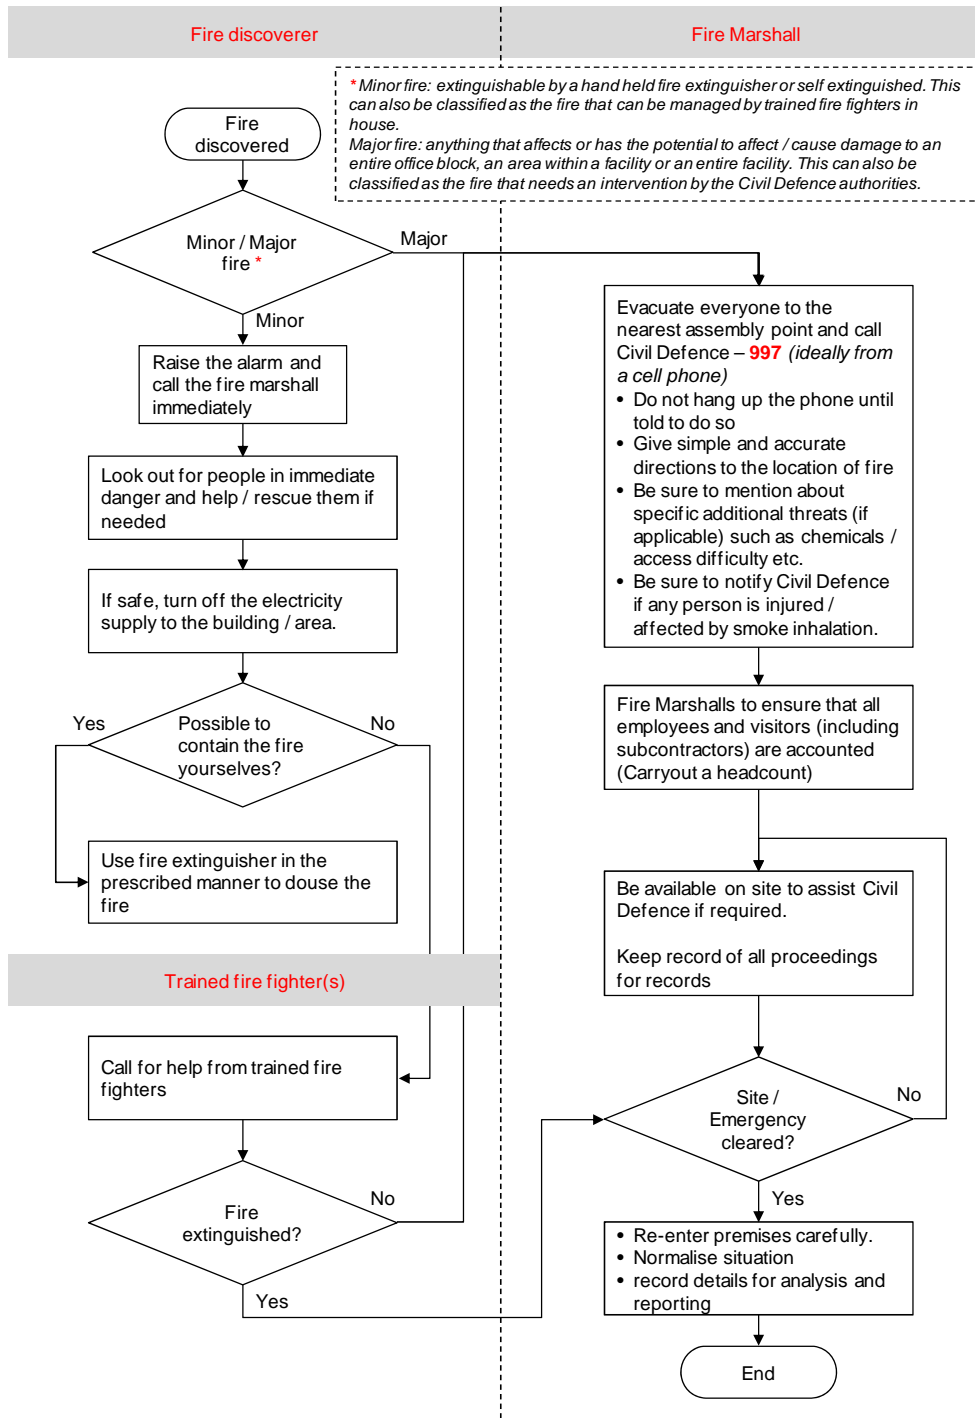 Fire discoverer
Fire Marshall
* Minor fire: extinguishable by a hand held fire extinguisher or self extinguished. This
can also be classified as the fire that can be managed by trained fire fighters in
house.
Major fire: anything that affects or has the potential to affect / cause damage to an
entire office block, an area within a facility or an entire facility. This can also be
classified as the fire that needs an intervention by the Civil Defence authorities.
Fire
discovered
Minor / Major
fire *
Major
Minor
Raise the alarm and
call the fire marshall
immediately
Look out for people in immediate
danger and help / rescue them if
needed
If safe, turn off the electricity
supply to the building / area.
Yes
Possible to
contain the fire
yourselves?
No
Use fire extinguisher in the
prescribed manner to douse the
fire
Trained fire fighter(s)
Call for help from trained fire
fighters
Fire
extinguished?
No
Yes
Evacuate everyone to the
nearest assembly point and call
Civil Defence – 997 (ideally from
a cell phone)
• Do not hang up the phone until
told to do so
• Give simple and accurate
directions to the location of fire
• Be sure to mention about
specific additional threats (if
applicable) such as chemicals /
access difficulty etc.
• Be sure to notify Civil Defence
if any person is injured /
affected by smoke inhalation.
Fire Marshalls to ensure that all
employees and visitors (including
subcontractors) are accounted
(Carryout a headcount)
Be available on site to assist Civil
Defence if required.
Keep record of all proceedings
for records
Site /
Emergency
cleared?
No
Yes
• Re-enter premises carefully.
• Normalise situation
• record details for analysis and
reporting
End